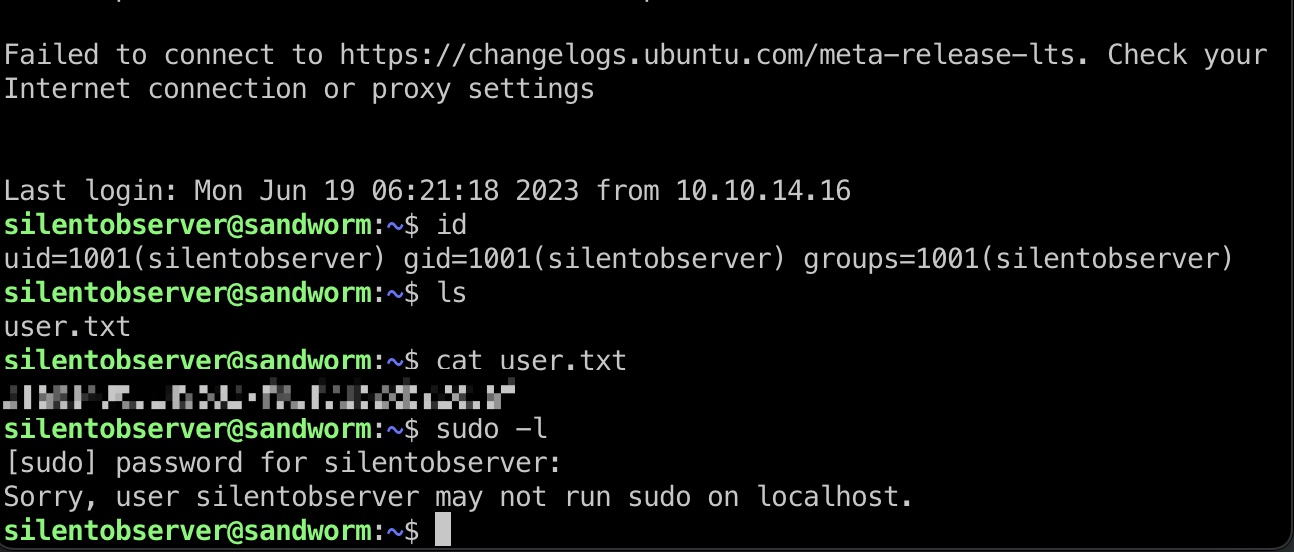 Failed to connect to https://changelogs.ubuntu.com/meta-release-lts. Check your
Internet connection or proxy settings
Last login: Mon Jun 19 06:21:18 2023 from 10.10.14.16
silentobserver@sandworm:~$ id
uid=1001(silentobserver) gid=1001(silentobserver) groups=1001(silentobserver)
silentobserver@sandworm:~$ ls
user.txt
silentobserver@sandworm:~$ cat user.txt
silentobserver@sandworm:~$ sudo -l
[sudo] password for silentobserver:
Sorry, user silentobserver may not run sudo on localhost.
silentobserver@sandworm:~$